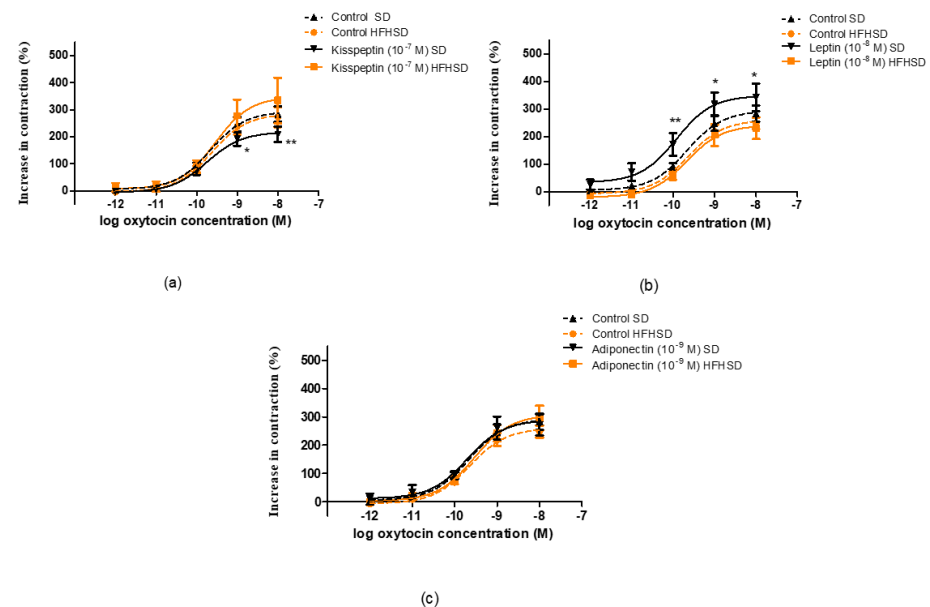 Control SD
Control HFHSD
Kisspeptin (10-7 M) SD
Kisspeptin (10-7 M) HFHSD
Increase in contraction (%)
500
400
300
200
100
0
*
**
-12 -11 -10 -9 -8 -7
log oxytocin concentration (M)
(a)
Control SD
Control HFHSD
Leptin (10-8 M) SD
Leptin (10-8 M) HFHSD
Increase in contraction (%)
500
400
300
200
100
0
**
*
*
-12 -11 -10 -9 -8 -7
log oxytocin concentration (M)
(b)
Control SD
Control HFHSD
Adiponectin (10-9 M) SD
Adiponectin (10-9 M) HFHSD
Increase in contraction (%)
500
400
300
200
100
0
-12 -11 -10 -9 -8 -7
log oxytocin concentration (M)
(c)